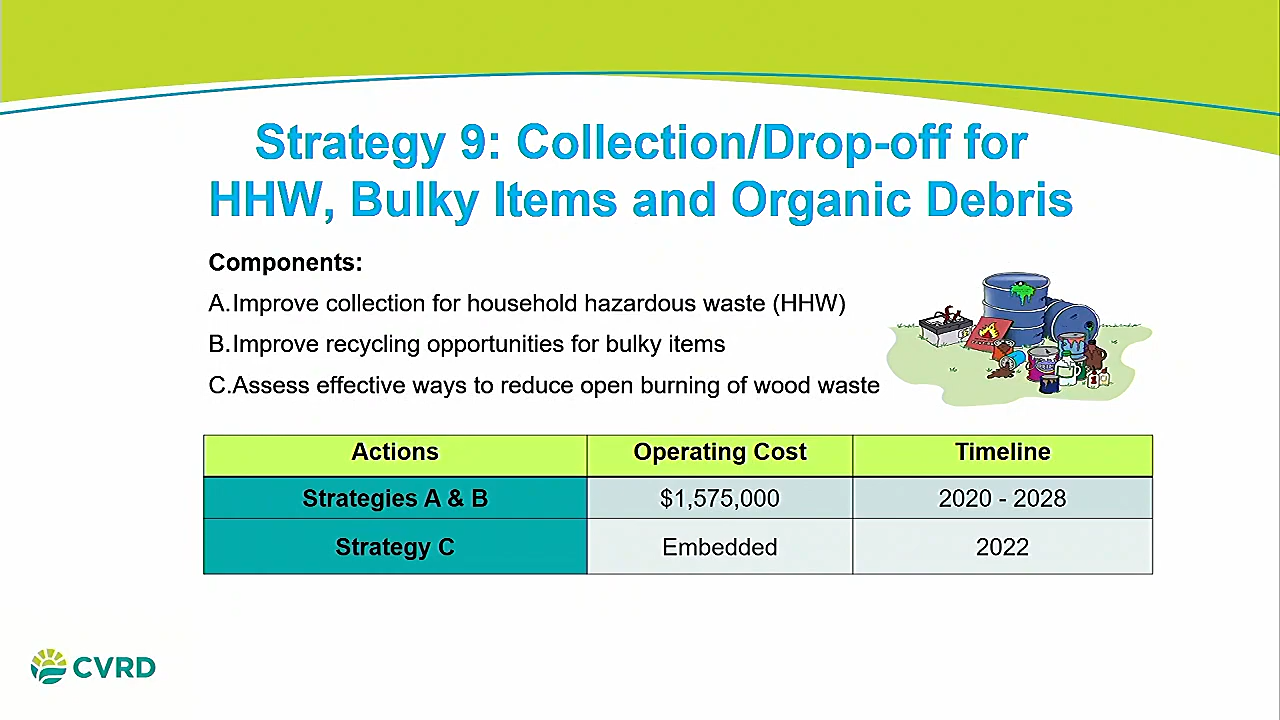 Strategy 9: Collection/Drop-off for
HHW, Bulky Items and Organic Debris
Components:
A.Improve collection for household hazardous waste (HHW)
B.Improve recycling opportunities for bulky items
C.Assess effective ways to reduce open burning of wood waste
Actions Operating Cost Timeline
Strategies A & B $1,575,000 2020 - 2028
Strategy C Embedded 2022
CVRD